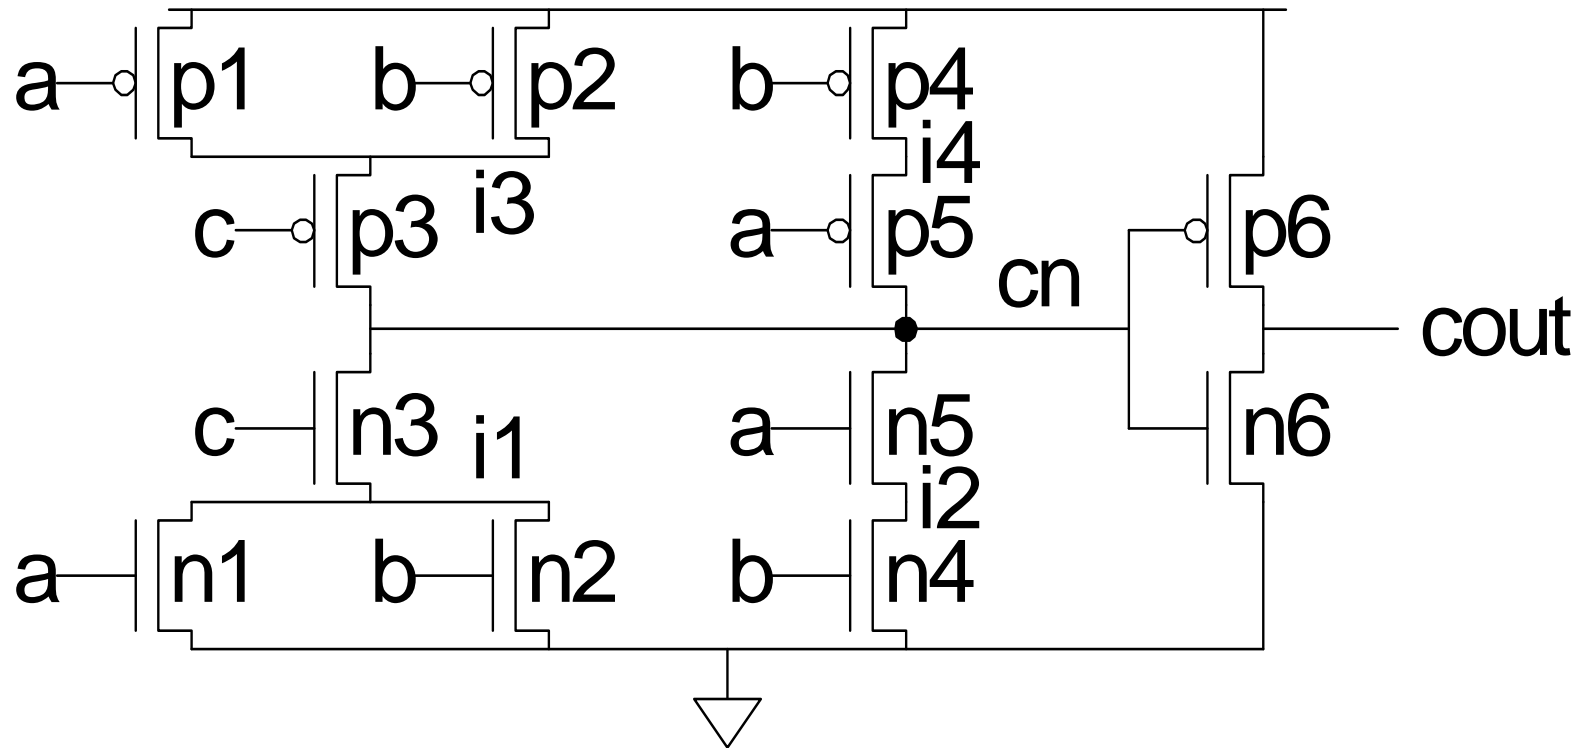 a p1 b p2 b p4
i4
c p3 i3 a p5 p6
cn
cout
c n3 i1 a n5 n6
i2
a n1 b n2 b n4